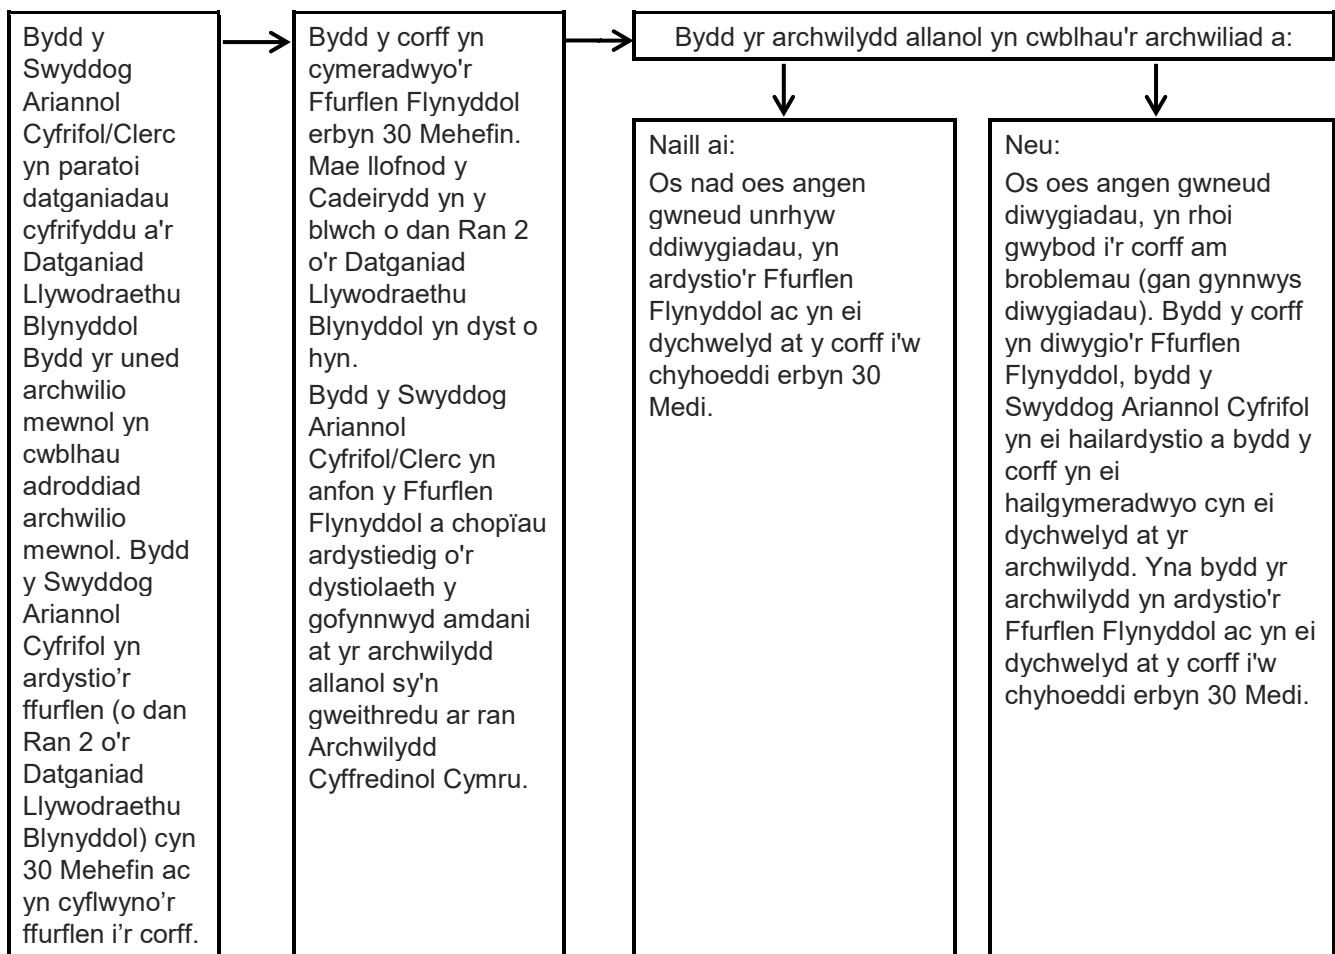 Bydd y
Swyddog
Ariannol
Cyfrifol/Clerc
yn paratoi
datganiadau
cyfrifyddu a'r
Datganiad
Llywodraethu
Blynyddol
Bydd yr uned
archwilio
mewnol yn
cwblhau
adroddiad
archwilio
mewnol. Bydd
y Swyddog
Ariannol
Cyfrifol yn
ardystio’r
ffurflen (o dan
Ran 2 o'r
Datganiad
Llywodraethu
Blynyddol) cyn
30 Mehefin ac
yn cyflwyno’r
ffurflen i’r corff.
Bydd y corff yn
cymeradwyo'r
Ffurflen Flynyddol
erbyn 30 Mehefin.
Mae llofnod y
Cadeirydd yn y
blwch o dan Ran 2
o'r Datganiad
Llywodraethu
Blynyddol yn dyst o
hyn.
Bydd y Swyddog
Ariannol
Cyfrifol/Clerc yn
anfon y Ffurflen
Flynyddol a chopïau
ardystiedig o'r
dystiolaeth y
gofynnwyd amdani
at yr archwilydd
allanol sy'n
gweithredu ar ran
Archwilydd
Cyffredinol Cymru.
Bydd yr archwilydd allanol yn cwblhau'r archwiliad a:
Naill ai:
Os nad oes angen
gwneud unrhyw
ddiwygiadau, yn
ardystio'r Ffurflen
Flynyddol ac yn ei
dychwelyd at y corff i'w
chyhoeddi erbyn 30
Medi.
Neu:
Os oes angen gwneud
diwygiadau, yn rhoi
gwybod i'r corff am
broblemau (gan gynnwys
diwygiadau). Bydd y corff
yn diwygio'r Ffurflen
Flynyddol, bydd y
Swyddog Ariannol Cyfrifol
yn ei hailardystio a bydd y
corff yn ei
hailgymeradwyo cyn ei
dychwelyd at yr
archwilydd. Yna bydd yr
archwilydd yn ardystio'r
Ffurflen Flynyddol ac yn ei
dychwelyd at y corff i'w
chyhoeddi erbyn 30 Medi.